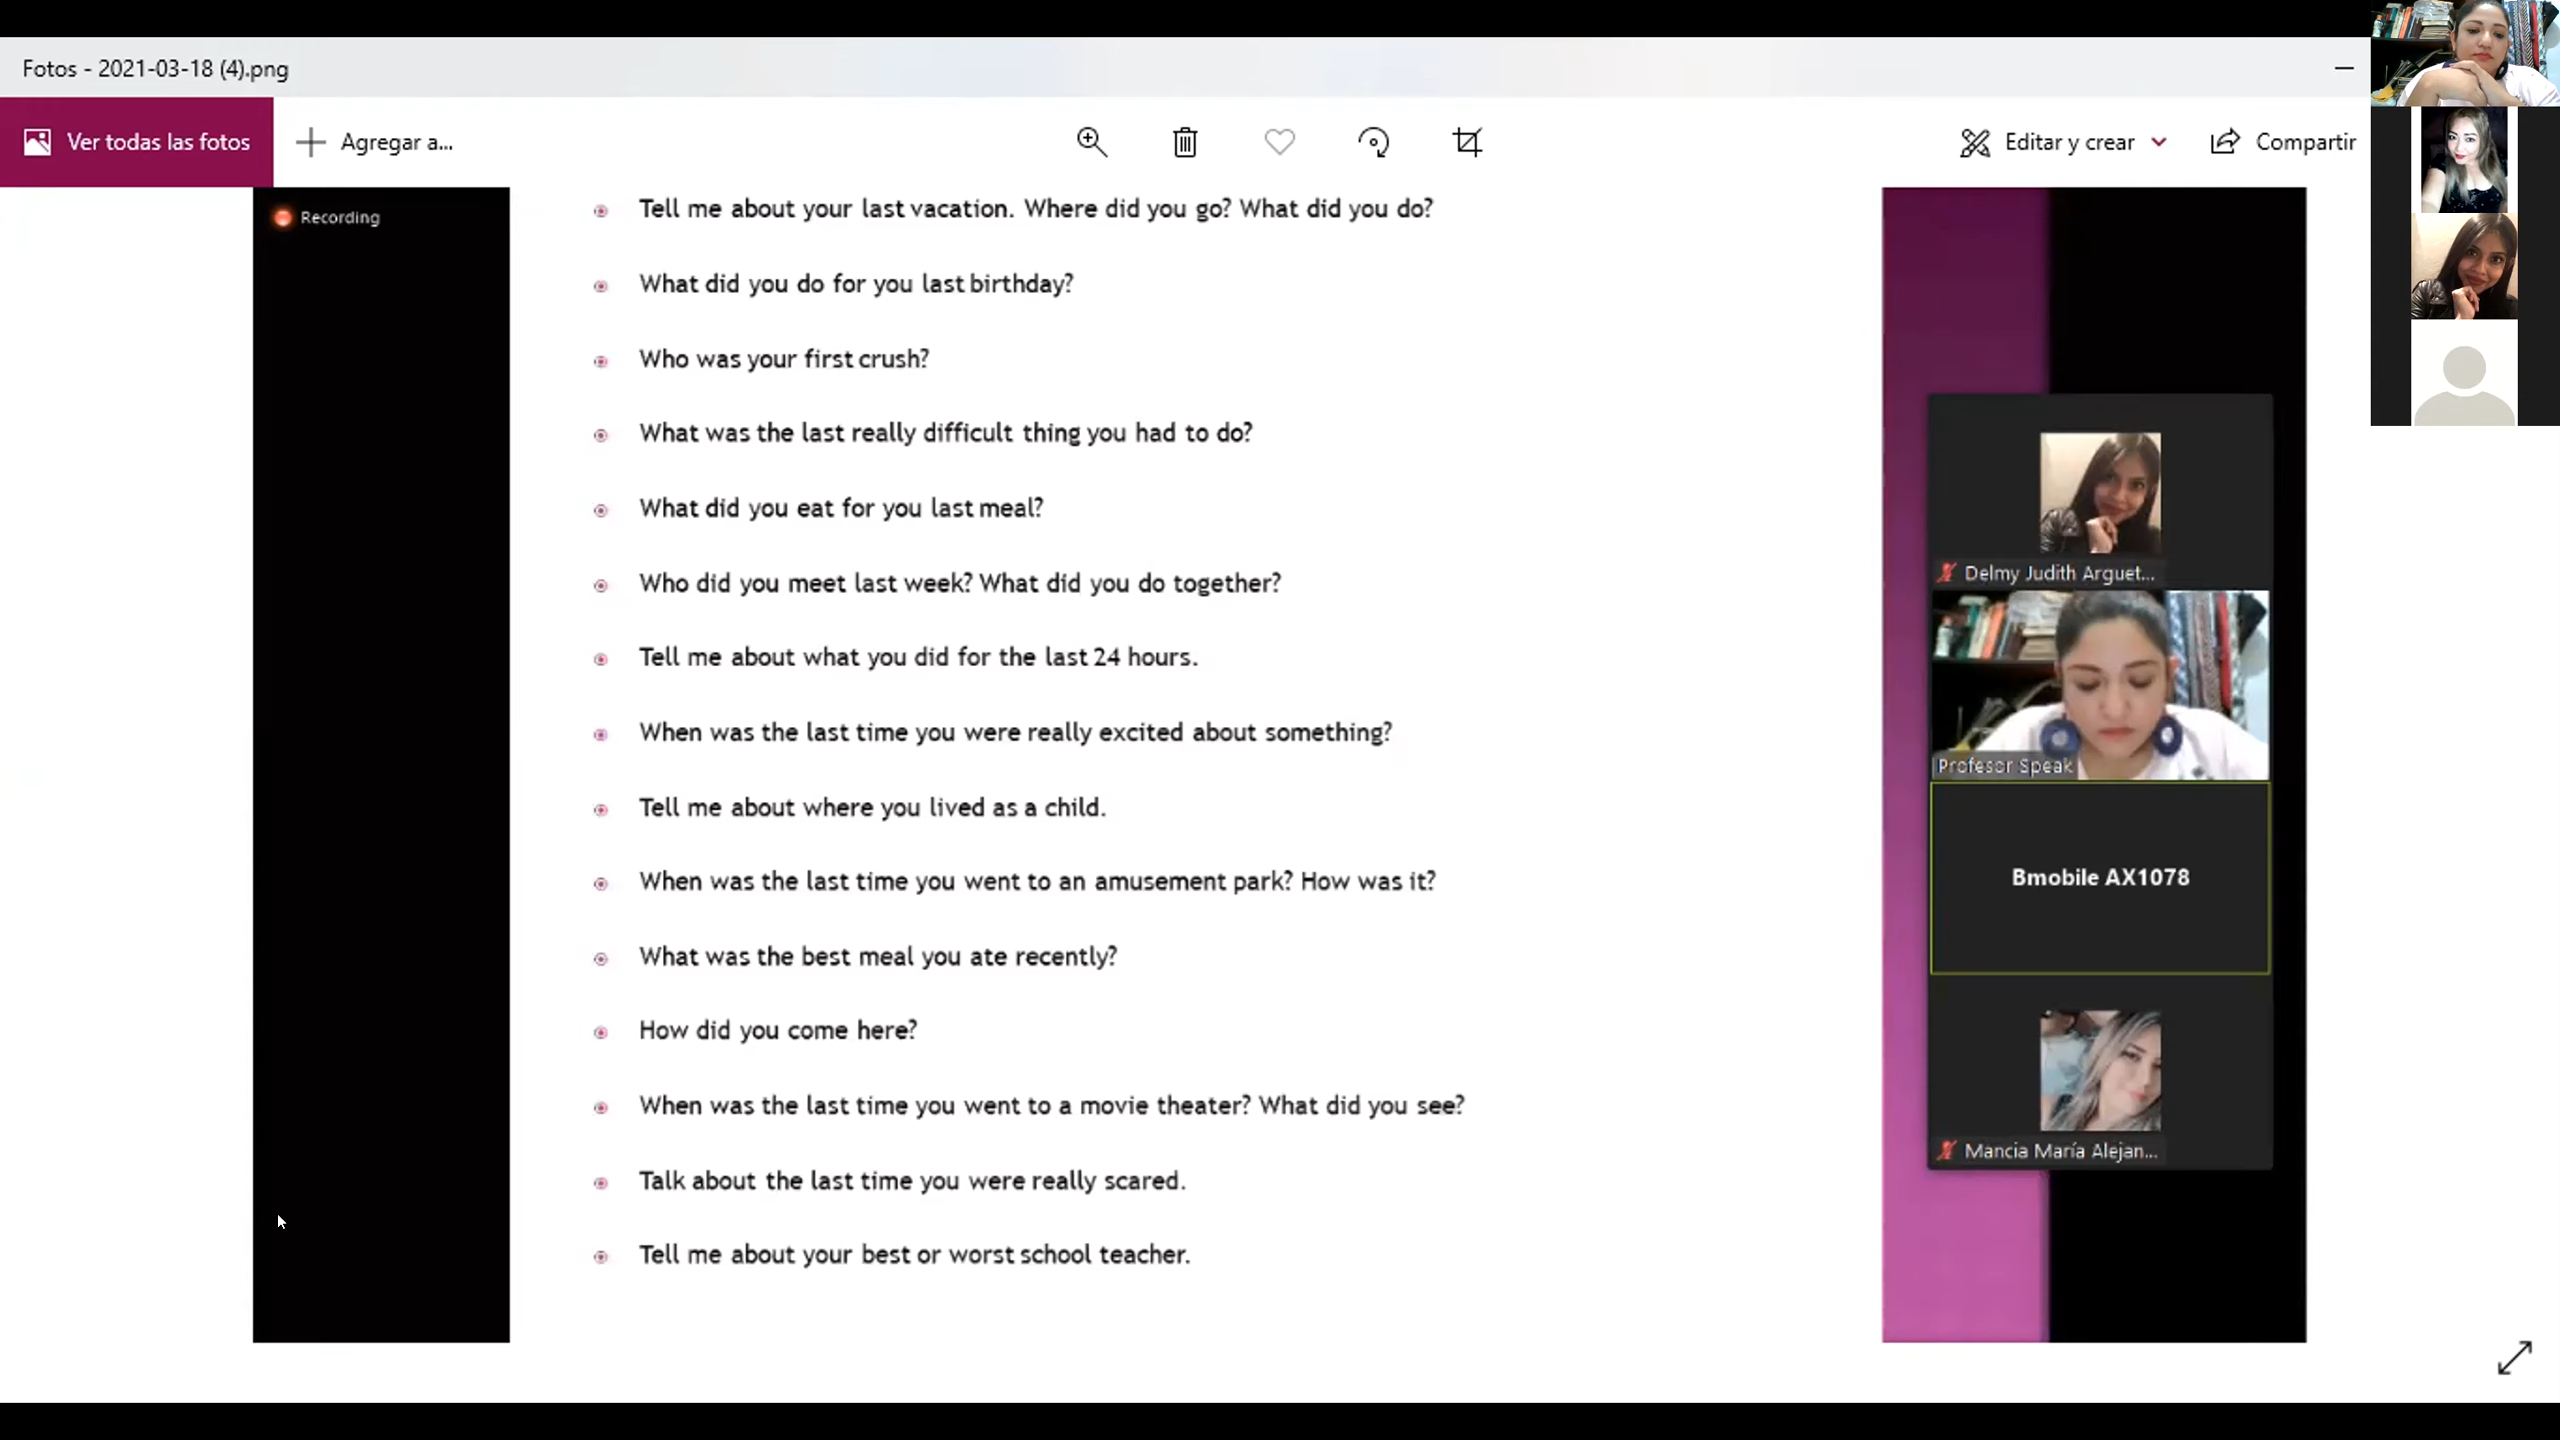 Fotos - 2021-03-18 (4).png
Ver todas las fotos
Agregar a...
Editar y crear
Compartir
Recording
Tell me about your last vacation. Where did you go? What did you do?
What did you do for you last birthday?
Who was your first crush?
What was the last really difficult thing you had to do?
What did you eat for you last meal?
Who did you meet last week? What did you do together?
Tell me about what you did for the last 24 hours.
When was the last time you were really excited about something?
Tell me about where you lived as a child.
When was the last time you went to an amusement park? How was it?
What was the best meal you ate recently?
How did you come here?
When was the last time you went to a movie theater? What did you see?
Talk about the last time you were really scared.
Tell me about your best or worst school teacher.
Delmy Judith Arguet...
Profesor Speak
Bmobile AX1078
Mancia María Alejan...